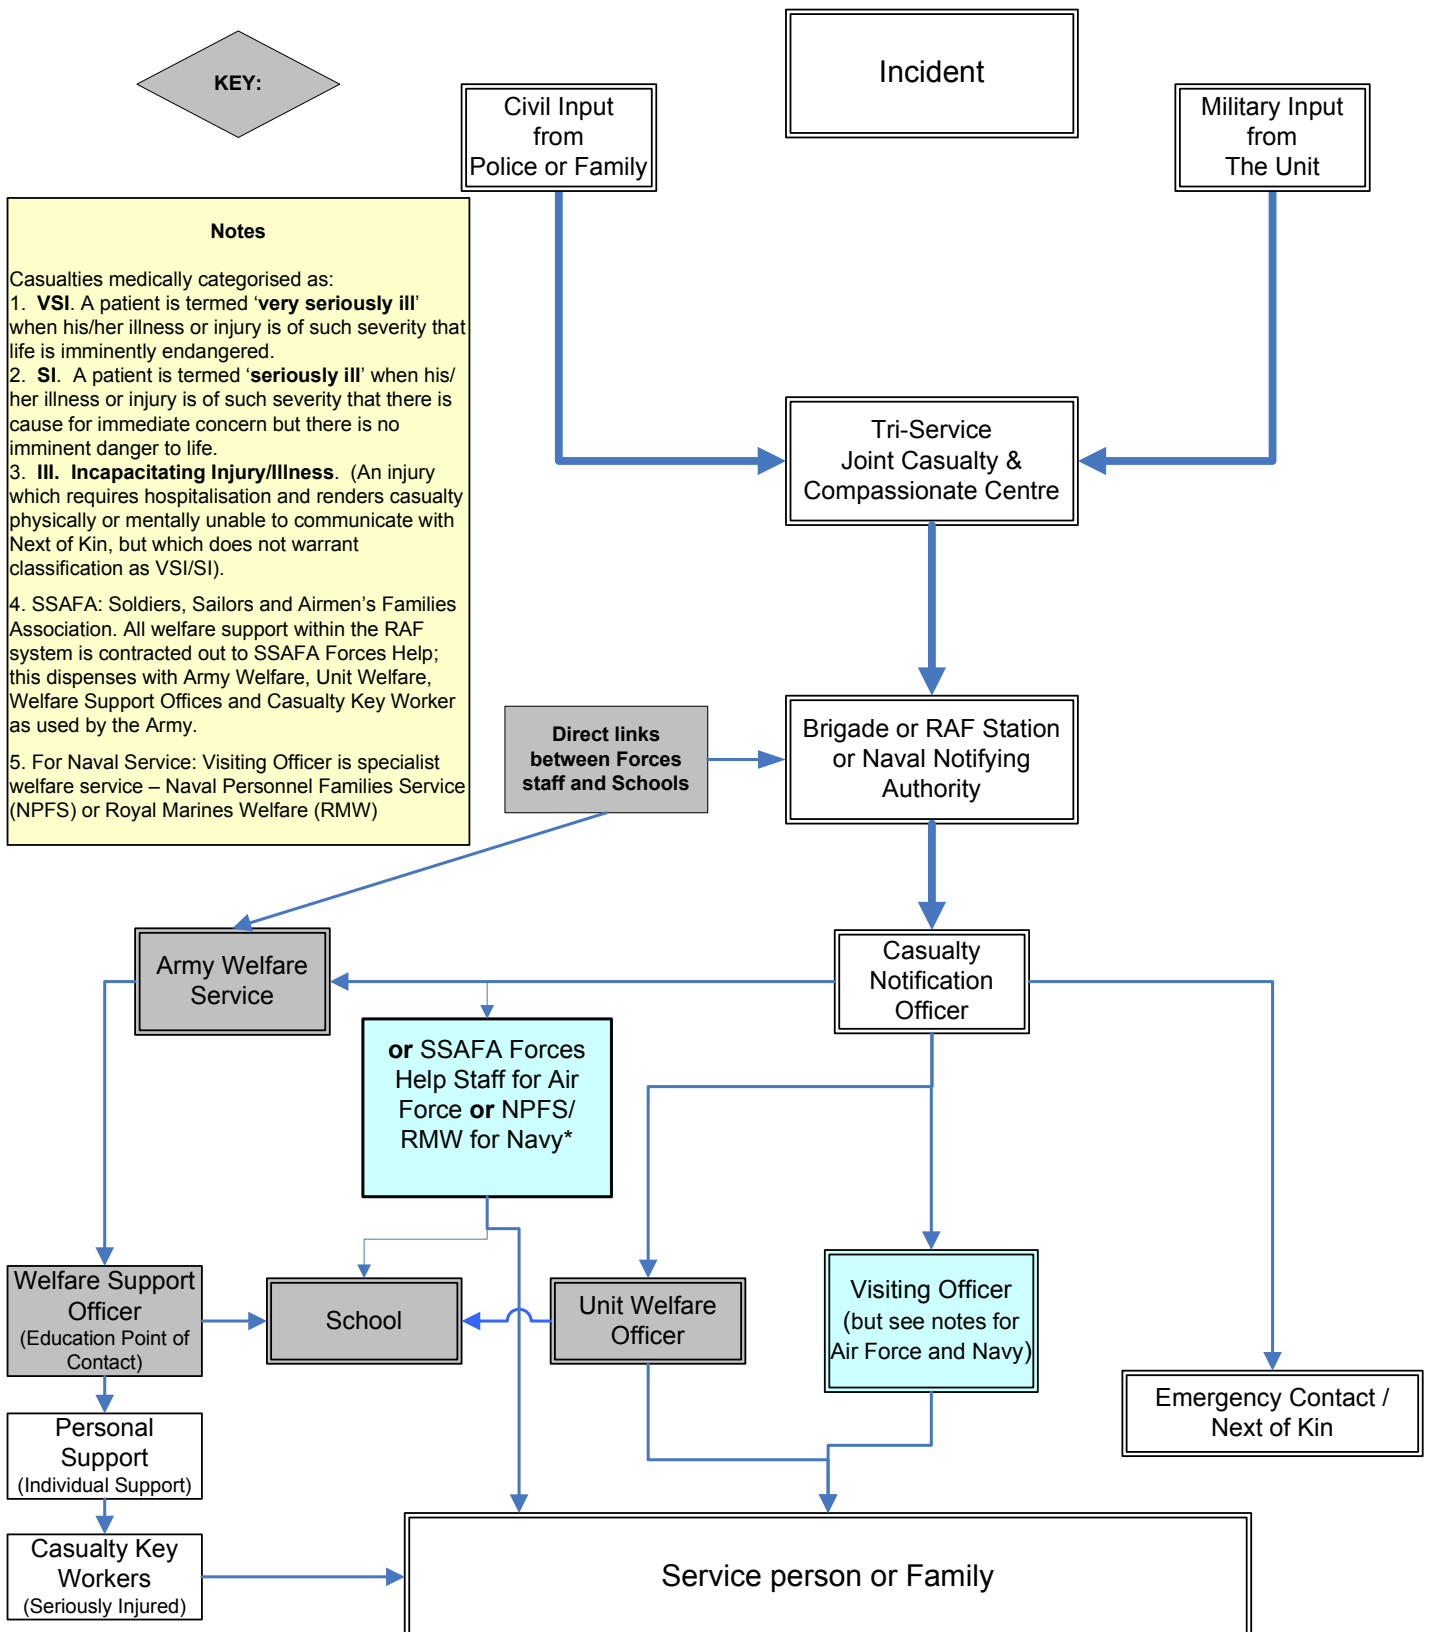 KEY:
Incident
Civil Input
from
Police or Family
Military Input
from
The Unit
Notes
Casualties medically categorised as:
1. VSI. A patient is termed ‘very seriously ill’
when his/her illness or injury is of such severity that
life is imminently endangered.
2. SI. A patient is termed ‘seriously ill’ when his/
her illness or injury is of such severity that there is
cause for immediate concern but there is no
imminent danger to life.
3. III. Incapacitating Injury/Illness. (An injury
which requires hospitalisation and renders casualty
physically or mentally unable to communicate with
Next of Kin, but which does not warrant
classification as VSI/SI).
4. SSAFA: Soldiers, Sailors and Airmen’s Families
Association. All welfare support within the RAF
system is contracted out to SSAFA Forces Help;
this dispenses with Army Welfare, Unit Welfare,
Welfare Support Offices and Casualty Key Worker
as used by the Army.
5. For Naval Service: Visiting Officer is specialist
welfare service – Naval Personnel Families Service
(NPFS) or Royal Marines Welfare (RMW)
Tri-Service
Joint Casualty &
Compassionate Centre
Direct links
between Forces
staff and Schools
Brigade or RAF Station
or Naval Notifying
Authority
Army Welfare
Service
Casualty
Notification
Officer
or SSAFA Forces
Help Staff for Air
Force or NPFS/
RMW for Navy*
Welfare Support
Officer
(Education Point of
Contact)
School
Unit Welfare
Officer
Visiting Officer
(but see notes for
Air Force and Navy)
Emergency Contact /
Next of Kin
Personal
Support
(Individual Support)
Casualty Key
Workers
(Seriously Injured)
Service person or Family